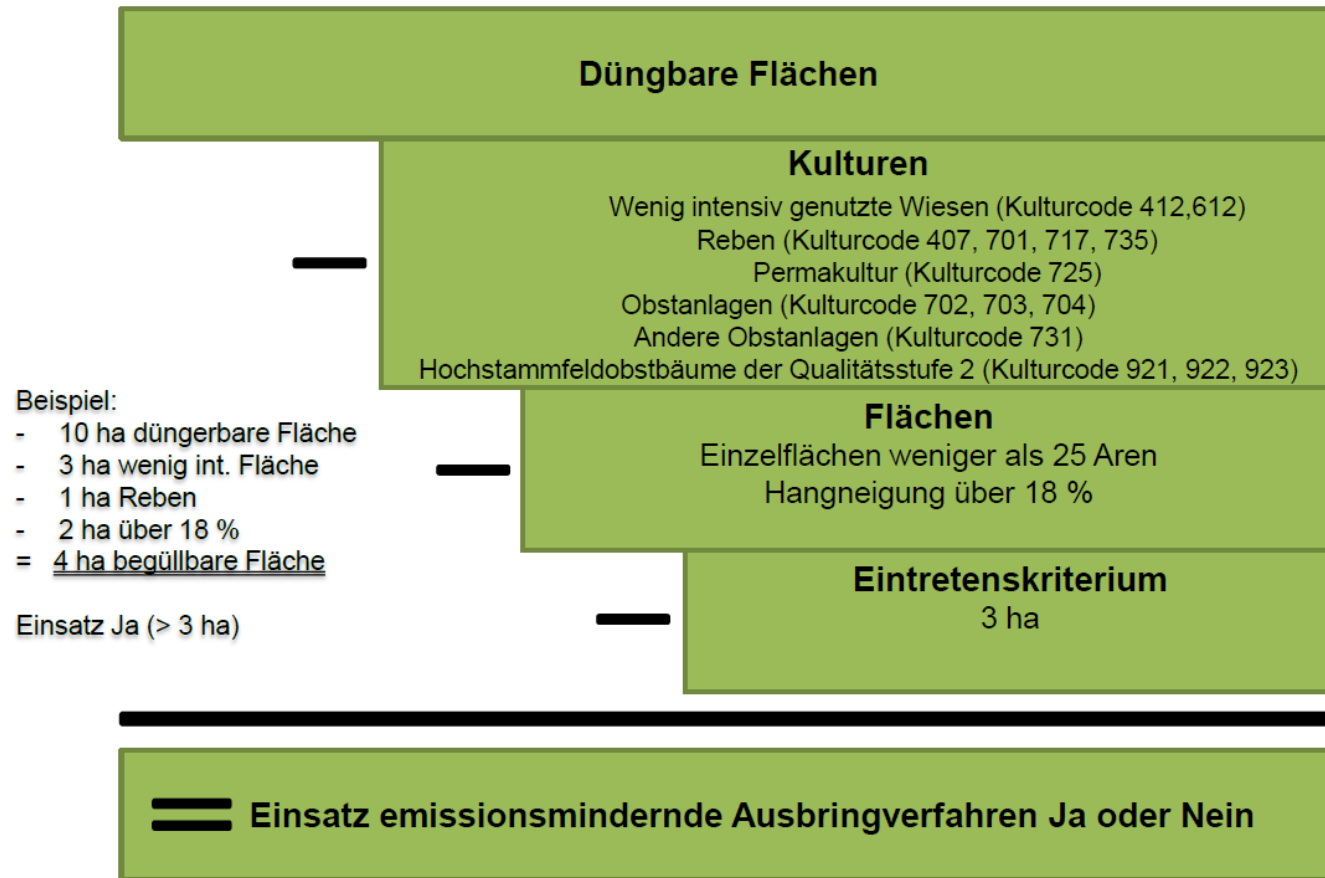 Düngbare Flächen
Kulturen
Wenig intensiv genutzte Wiesen (Kulturcode 412,612)
Reben (Kulturcode 407, 701, 717, 735)
Permakultur (Kulturcode 725)
Obstanlagen (Kulturcode 702, 703, 704)
Andere Obstanlagen (Kulturcode 731)
Hochstammfeldobstbäume der Qualitätsstufe 2 (Kulturcode 921, 922, 923)
Flächen
Einzelflächen weniger als 25 Aren
Hangneigung über 18 %
Eintretenskriterium
3 ha
Beispiel:
- 10 ha düngerbare Fläche
- 3 ha wenig int. Fläche
- 1 ha Reben
- 2 ha über 18 %
= 4 ha begüllbare Fläche
Einsatz Ja (> 3 ha)
= Einsatz emissionsmindernde Ausbringverfahren Ja oder Nein